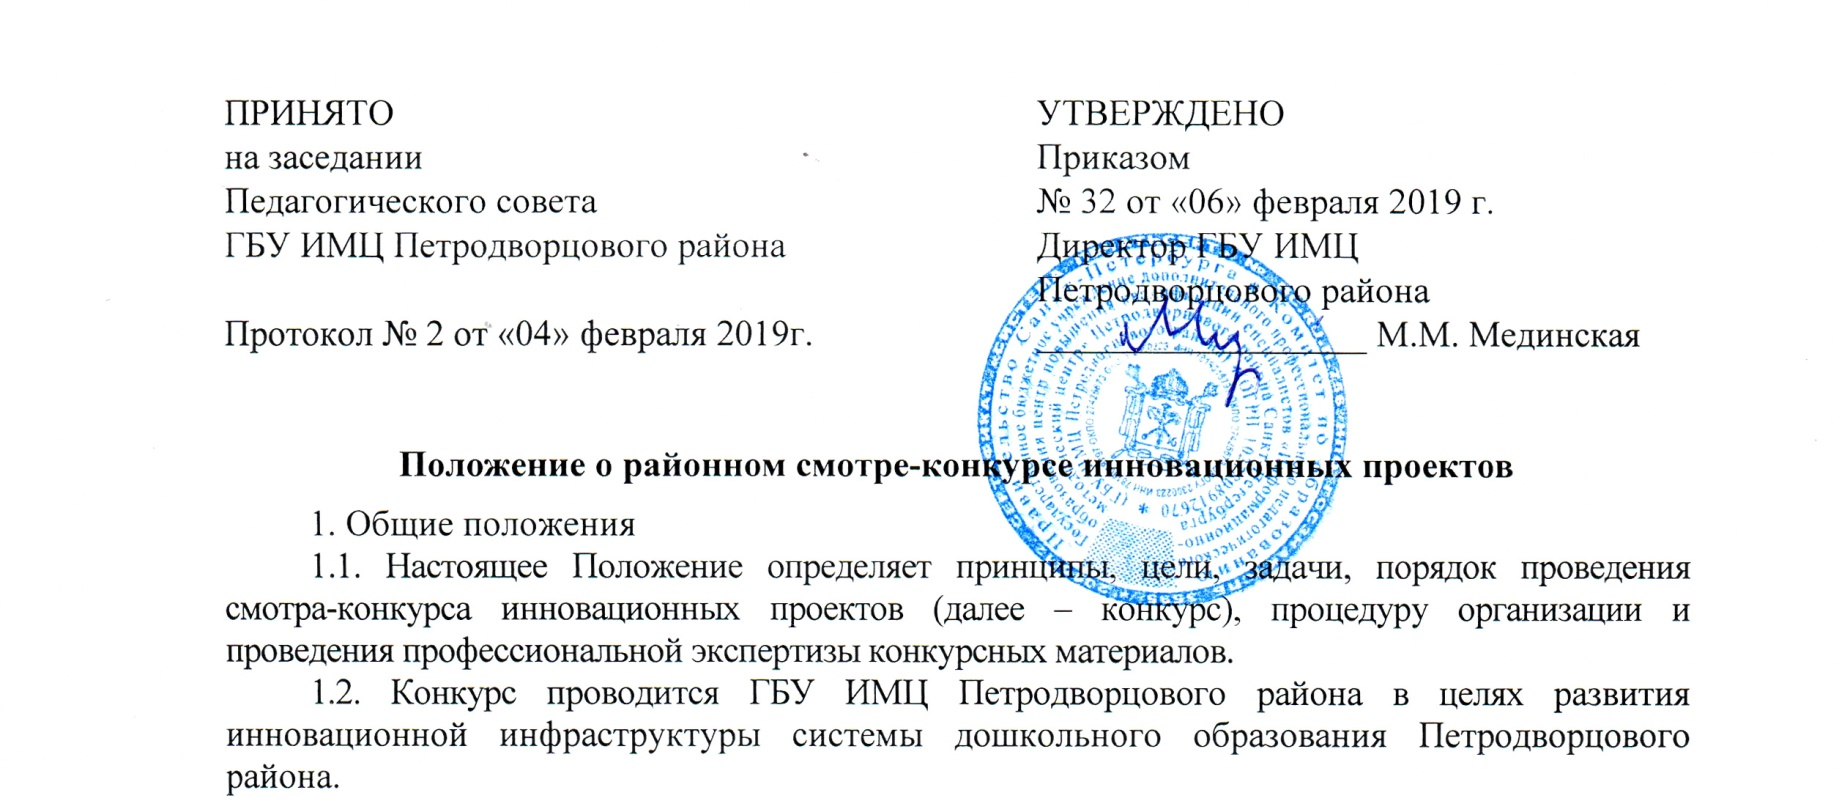 ПРИНЯТО
на заседании
Педагогического совета
ГБУ ИМЦ Петродворцового района
Протокол № 2 от «04» февраля 2019г.
УТВЕРЖДЕНО
Приказом
№ 32 от «06» февраля 2019 г.
Директор ГБУ ИМЦ
Петродворцового района
М.М. Мединская
Положение о районном смотре-конкурсе инновационных проектов
1. Общие положения
1.1. Настоящее Положение определяет принципы, цели, задачи, порядок проведения
смотра-конкурса инновационных проектов (далее – конкурс), процедуру организации и
проведения профессиональной экспертизы конкурсных материалов.
1.2. Конкурс проводится ГБУ ИМЦ Петродворцового района в целях развития
инновационной инфраструктуры системы дошкольного образования Петродворцового
района.